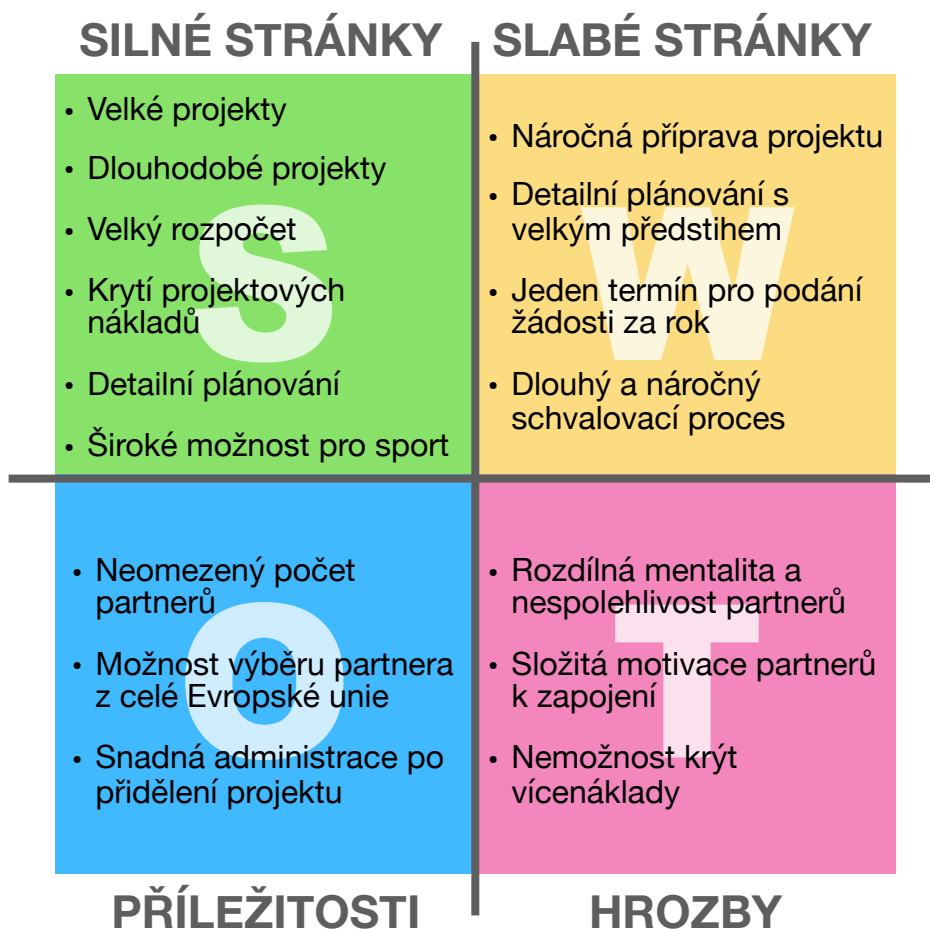 SILNÉ STRÁNKY
• Velké projekty
• Dlouhodobé projekty
• Velký rozpočet
• Krytí projektových
nákladů
• Detailní plánování
• Široké možnost pro sport
S
SLABÉ STRÁNKY
• Náročná příprava projektu
• Detailní plánování s
velkým předstihem
• Jeden termín pro podání
žádosti za rok
• Dlouhý a náročný
schvalovací proces
W
• Neomezený počet
partnerů
• Možnost výběru partnera
z celé Evropské unie
• Snadná administrace po
přidělení projektu
O
PŘÍLEŽITOSTI
• Rozdílná mentalita a
nespolehlivost partnerů
• Složitá motivace partnerů
k zapojení
• Nemožnost krýt
vícenáklady
T
HROZBY